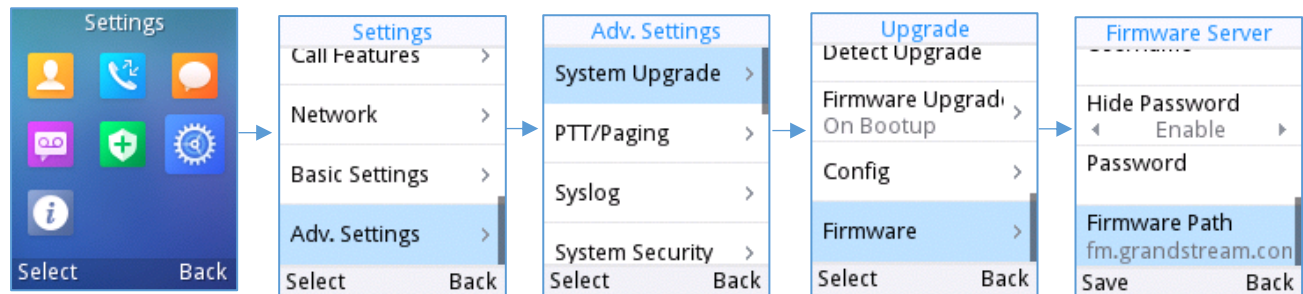 Settings
Select Back
Settings
Call Features
Network
Basic Settings
Adv. Settings
Select Back
Adv. Settings
System Upgrade
PTT/Paging
Syslog
System Security
Select Back
Upgrade
Detect Upgrade
Firmware Upgrad
On Bootup
Config
Firmware
Select Back
Firmware Server
Hide Password
Enable
Password
Firmware Path
fm.grandstream.con
Save Back